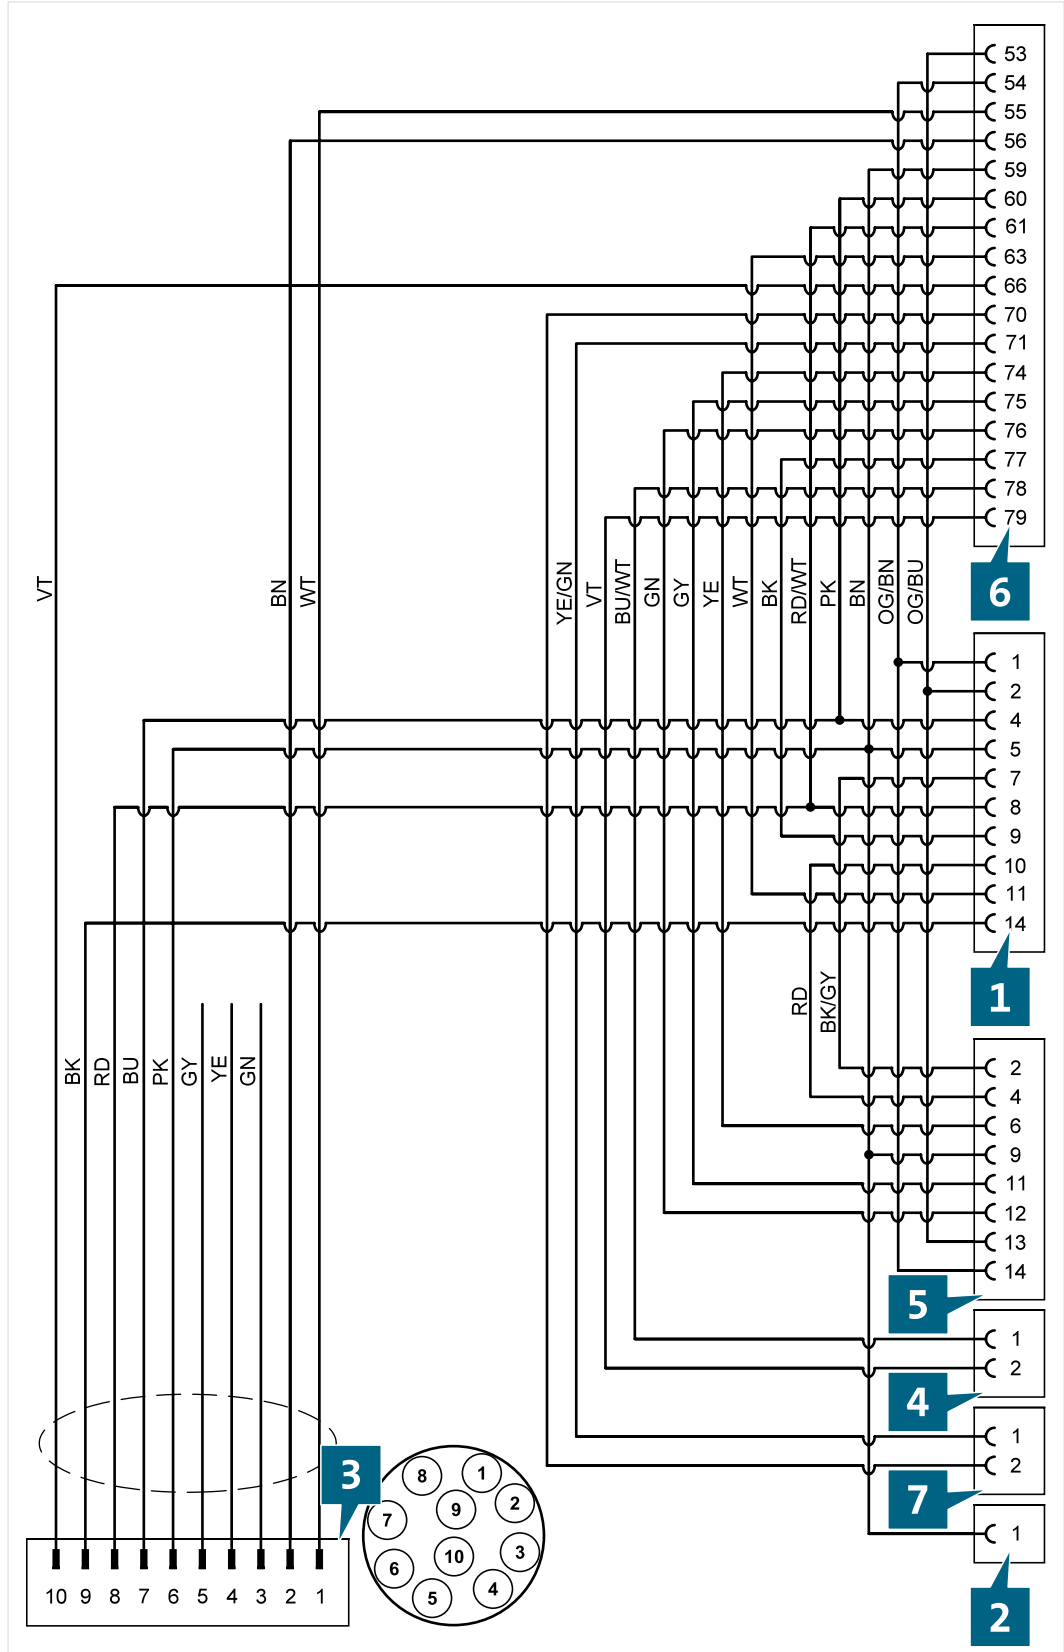 53
54
55
56
59
60
61
63
66
70
71
74
75
76
77
78
79
6
VT
BN
WT
YE/GN
VT
BU/WT
GN
GY
YE
WT
BK
RD/WT
PK
BN
OG/BN
OG/BU
1
2
4
5
7
8
9
10
11
14
1
RD
BK/GY
BK
RD
BU
PK
GY
YE
GN
2
4
6
9
11
12
13
14
5
1
2
4
1
2
7
1
2
3
8
1
7
9
2
6
10
3
5
4
10 9 8 7 6 5 4 3 2 1